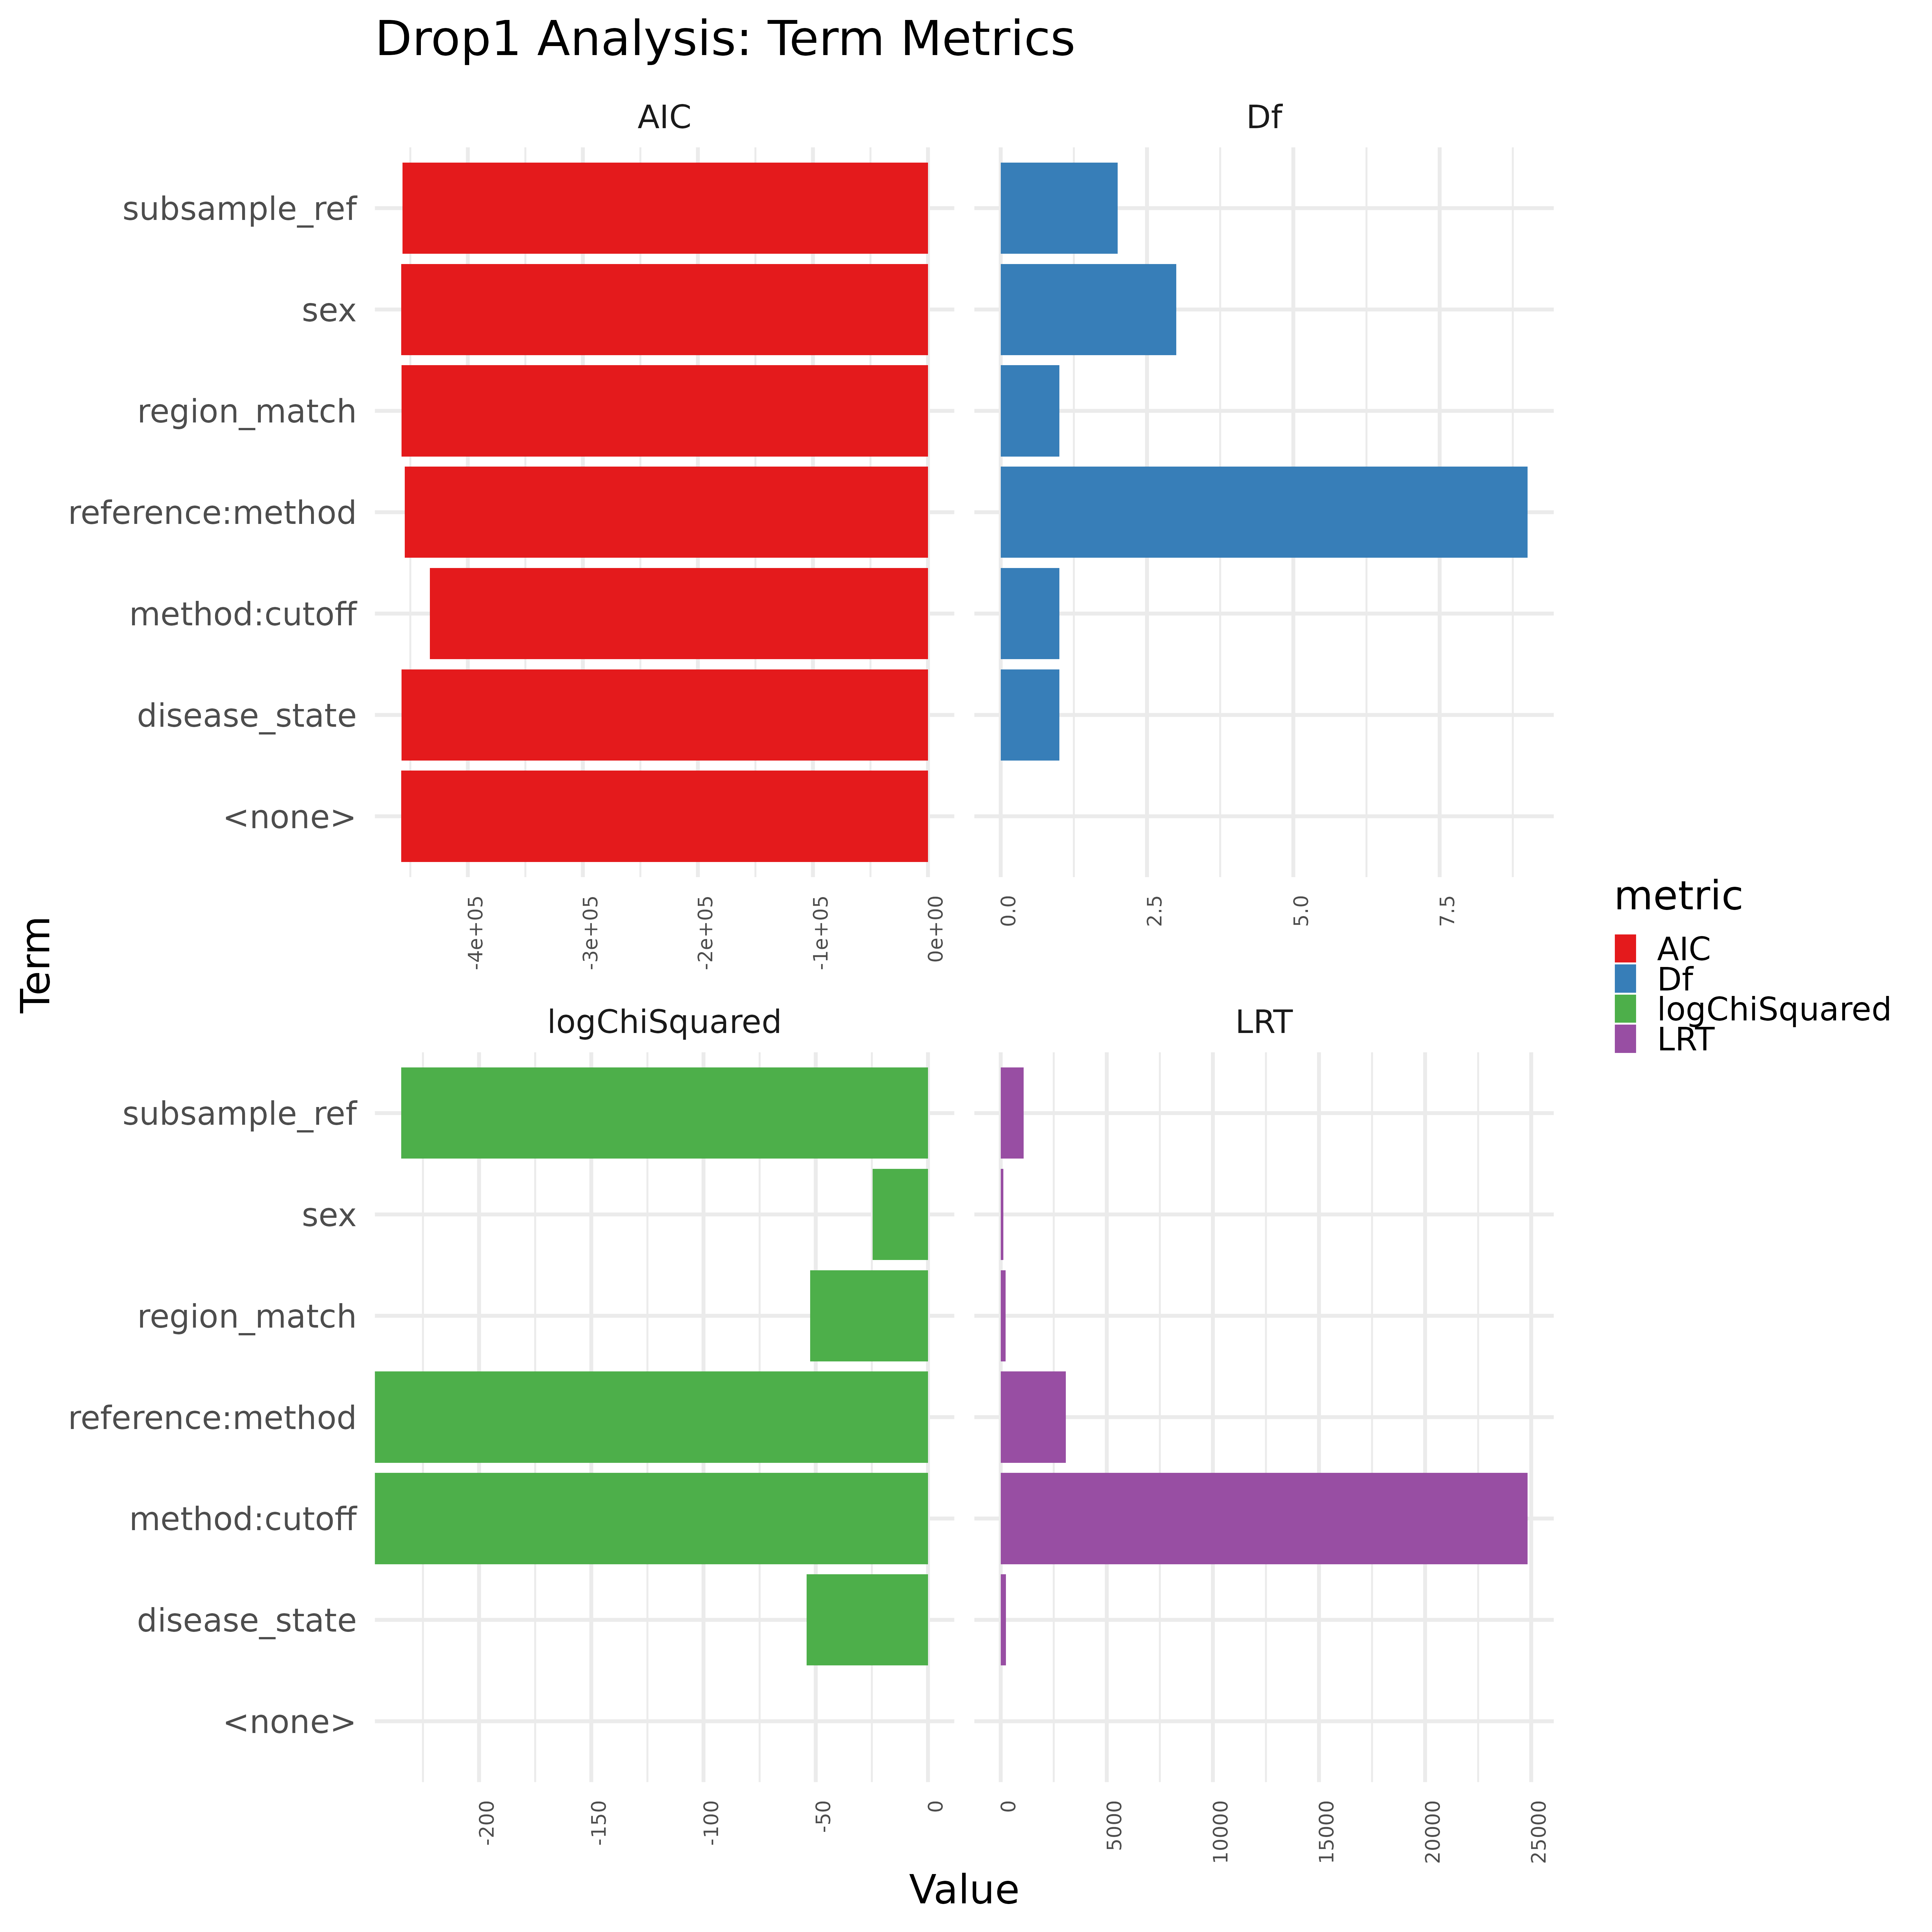 Drop1 Analysis: Term Metrics
AIC
Df
subsample_ref
sex
region_match
reference:method
method:cutoff
disease_state
<none>
-4e+05
-3e+05
-2e+05
-1e+05
0e+00
0.0
2.5
5.0
7.5
Term
metric
AIC
Df
logChiSquared
LRT
logChiSquared
LRT
subsample_ref
sex
region_match
reference:method
method:cutoff
disease_state
<none>
-200
-150
-100
-50
0
0
5000
10000
15000
20000
25000
Value